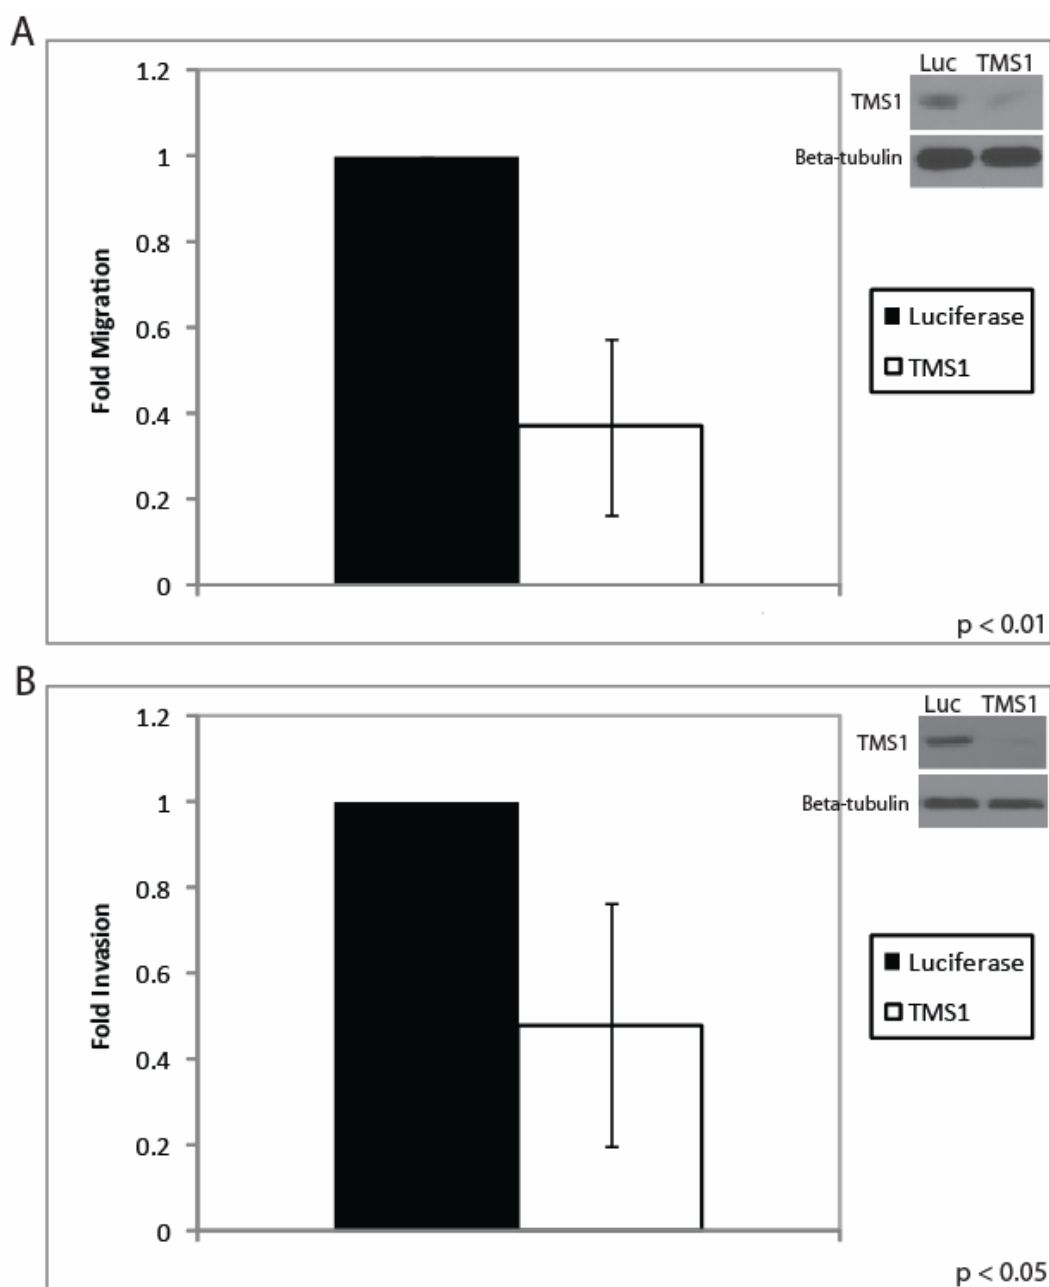 A
Luc TMS1
TMS1
Beta-tubulin
1.2
1
0.8
0.6
0.4
0.2
0
Fold Migration
Luciferase
TMS1
p < 0.01
B
Luc TMS1
TMS1
Beta-tubulin
1.2
1
0.8
0.6
0.4
0.2
0
Fold Invasion
Luciferase
TMS1
p < 0.05